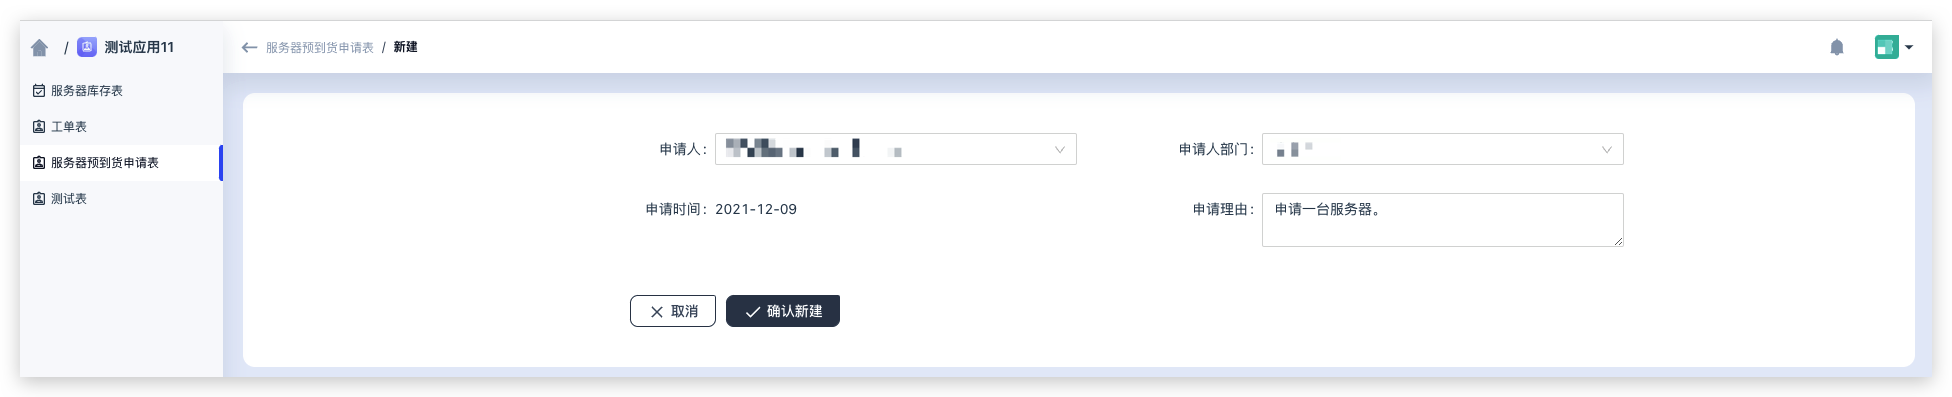 / 测试应用11
服务器库存表
工单表
服务器预到货申请表
测试表
服务器预到货申请表 / 新建
申请人：
申请人部门：
申请时间：2021-12-09
申请理由：申请一台服务器。
取消
确认新建